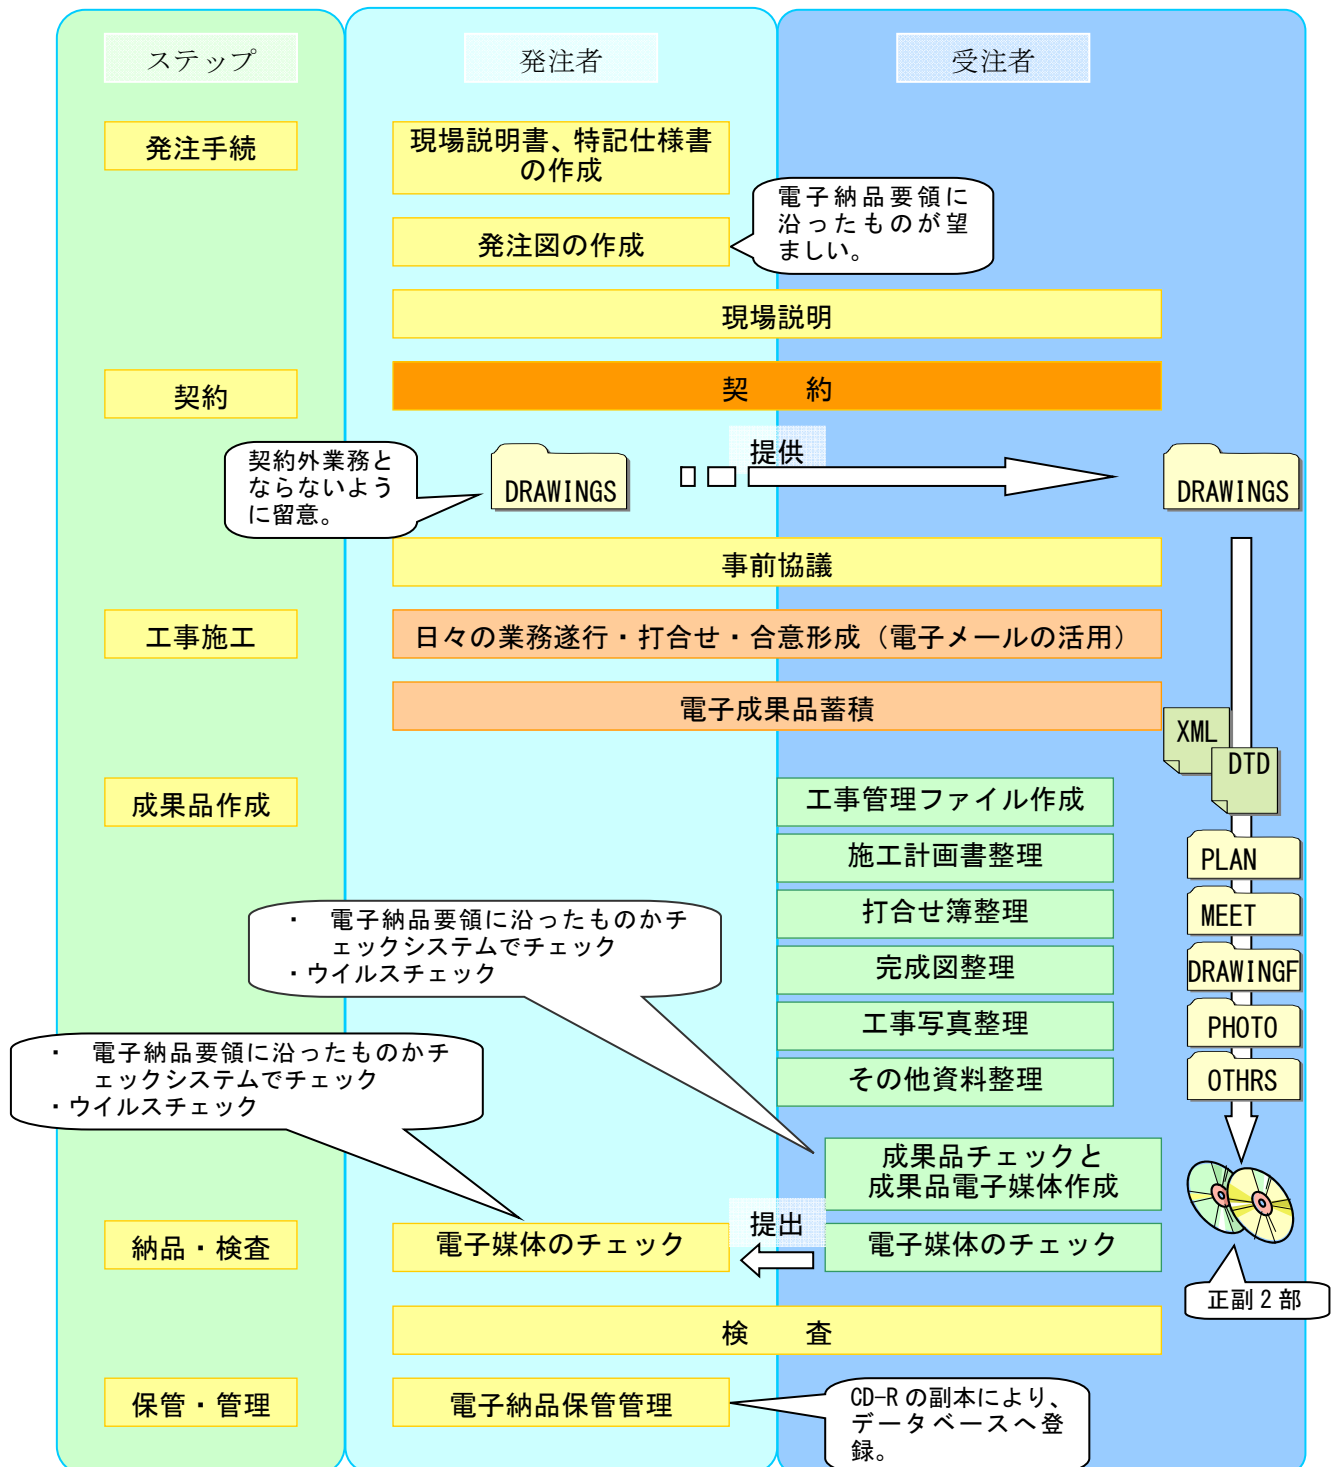 ステップ
発注者
受注者
発注手続
現場説明書、特記仕様書
の作成
電子納品要領に
沿ったものが望
ましい。
発注図の作成
現場説明
契約
契　約
提供
契約外業務と
ならないよう
に留意。
DRAWINGS
DRAWINGS
事前協議
工事施工
日々の業務遂行・打合せ・合意形成（電子メールの活用）
電子成果品蓄積
XML
DTD
成果品作成
工事管理ファイル作成
施工計画書整理
PLAN
打合せ簿整理
MEET
・　電子納品要領に沿ったものかチ
ェックシステムでチェック
・ウイルスチェック
完成図整理
DRAWINGF
工事写真整理
PHOTO
・　電子納品要領に沿ったものかチ
ェックシステムでチェック
・ウイルスチェック
その他資料整理
OTHRS
成果品チェックと
成果品電子媒体作成
納品・検査
電子媒体のチェック
提出
電子媒体のチェック
正副２部
検　査
保管・管理
電子納品保管管理
CD-R の副本により、
データベースへ登
録。